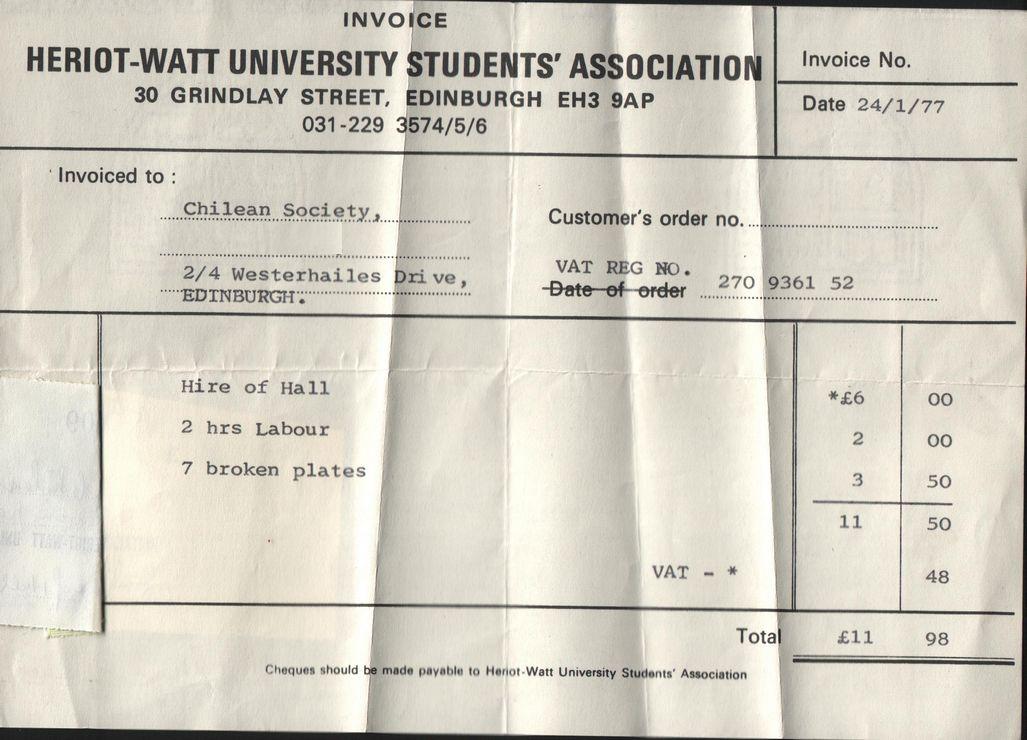 INVOICE
HERIOT-WATT UNIVERSITY STUDENTS' ASSOCIATION
30 GRINDLAY STREET, EDINBURGH EH3 9AP
031-229 3574/5/6
Invoice No.
Date 24/1/77
Invoiced to :
Chilean Society,
2/4 Westerhailes Drive,
EDINBURGH.
Customer's order no.
VAT REG NO.
Date of order 270 9361 52
Hire of Hall *£6 00
2 hrs Labour 2 00
7 broken plates 3 50
11 50
VAT - * 48
Total £11 98
Cheques should be made payable to Heriot-Watt University Students' Association